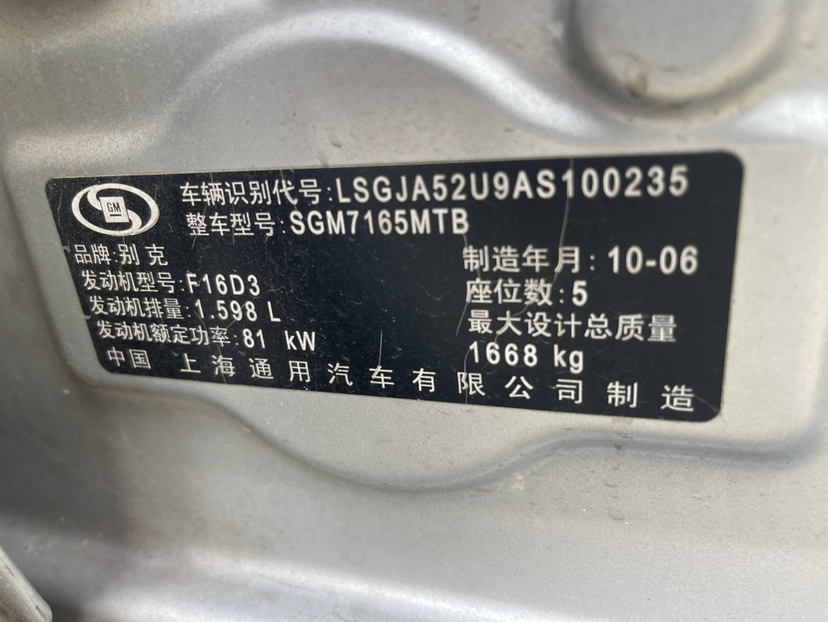 GM
车辆识别代号:LSGJA52U9AS100235
整车型号:SGM7165MTB
品牌:别克
制造年月:10-06
发动机型号:F16D3
座位数:5
发动机排量:1.598 L
最大设计总质量
发动机额定功率:81 kW
1668 kg
中国 上海通用汽车有限公司制造